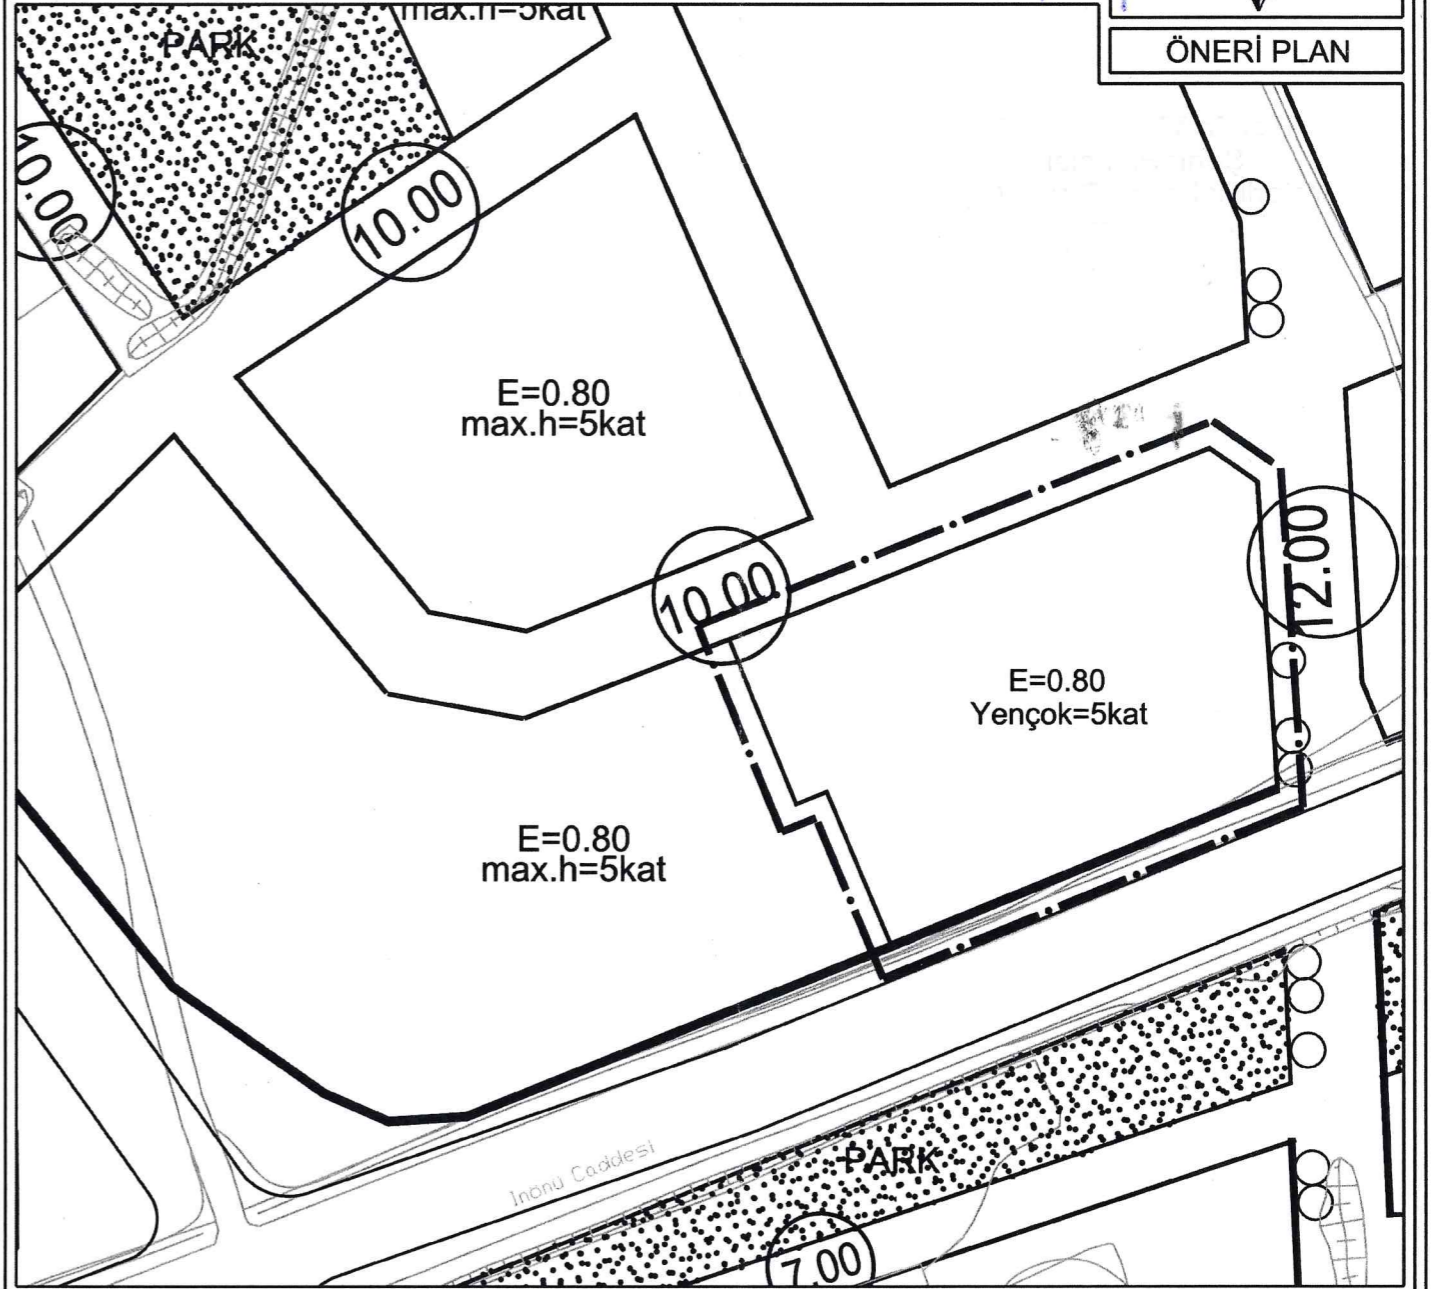 max.h=5kat
ÖNERİ PLAN
PARK
10.00
10.00
E=0.80
max.h=5kat
10.00
12.00
E=0.80
Yençok=5kat
E=0.80
max.h=5kat
İnönü Caddesi
PARK
7.00